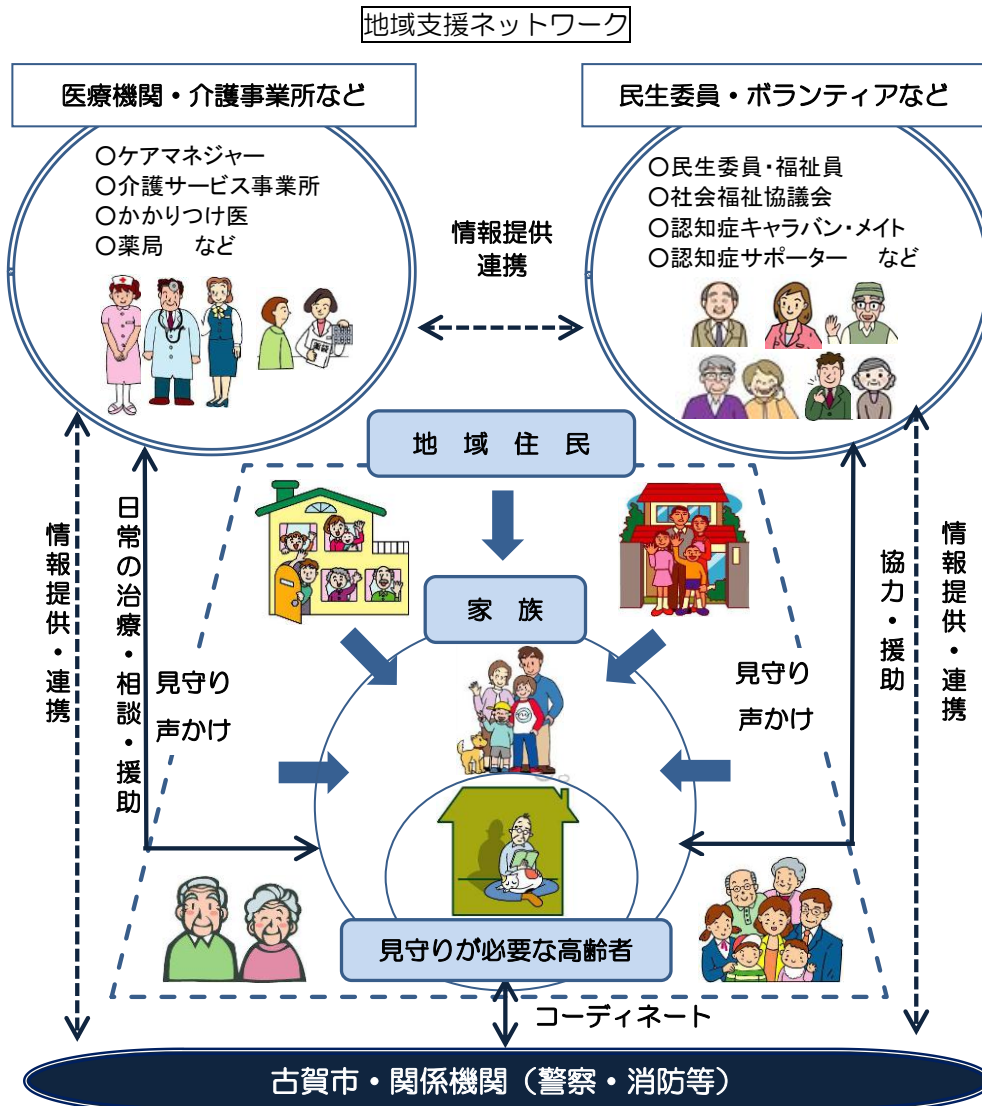 地域支援ネットワーク
医療機関・介護事業所など
民生委員・ボランティアなど
○ケアマネジャー
○介護サービス事業所
○かかりつけ医
○薬局　など
○民生委員・福祉員
○社会福祉協議会
○認知症キャラバン・メイト
○認知症サポーター　など
情報提供
連携
地　域　住　民
家　族
情報提供・連携
日常の治療・相談・援助
見守り
声かけ
見守り
声かけ
協力・援助
情報提供・連携
見守りが必要な高齢者
コーディネート
古賀市・関係機関（警察・消防等）